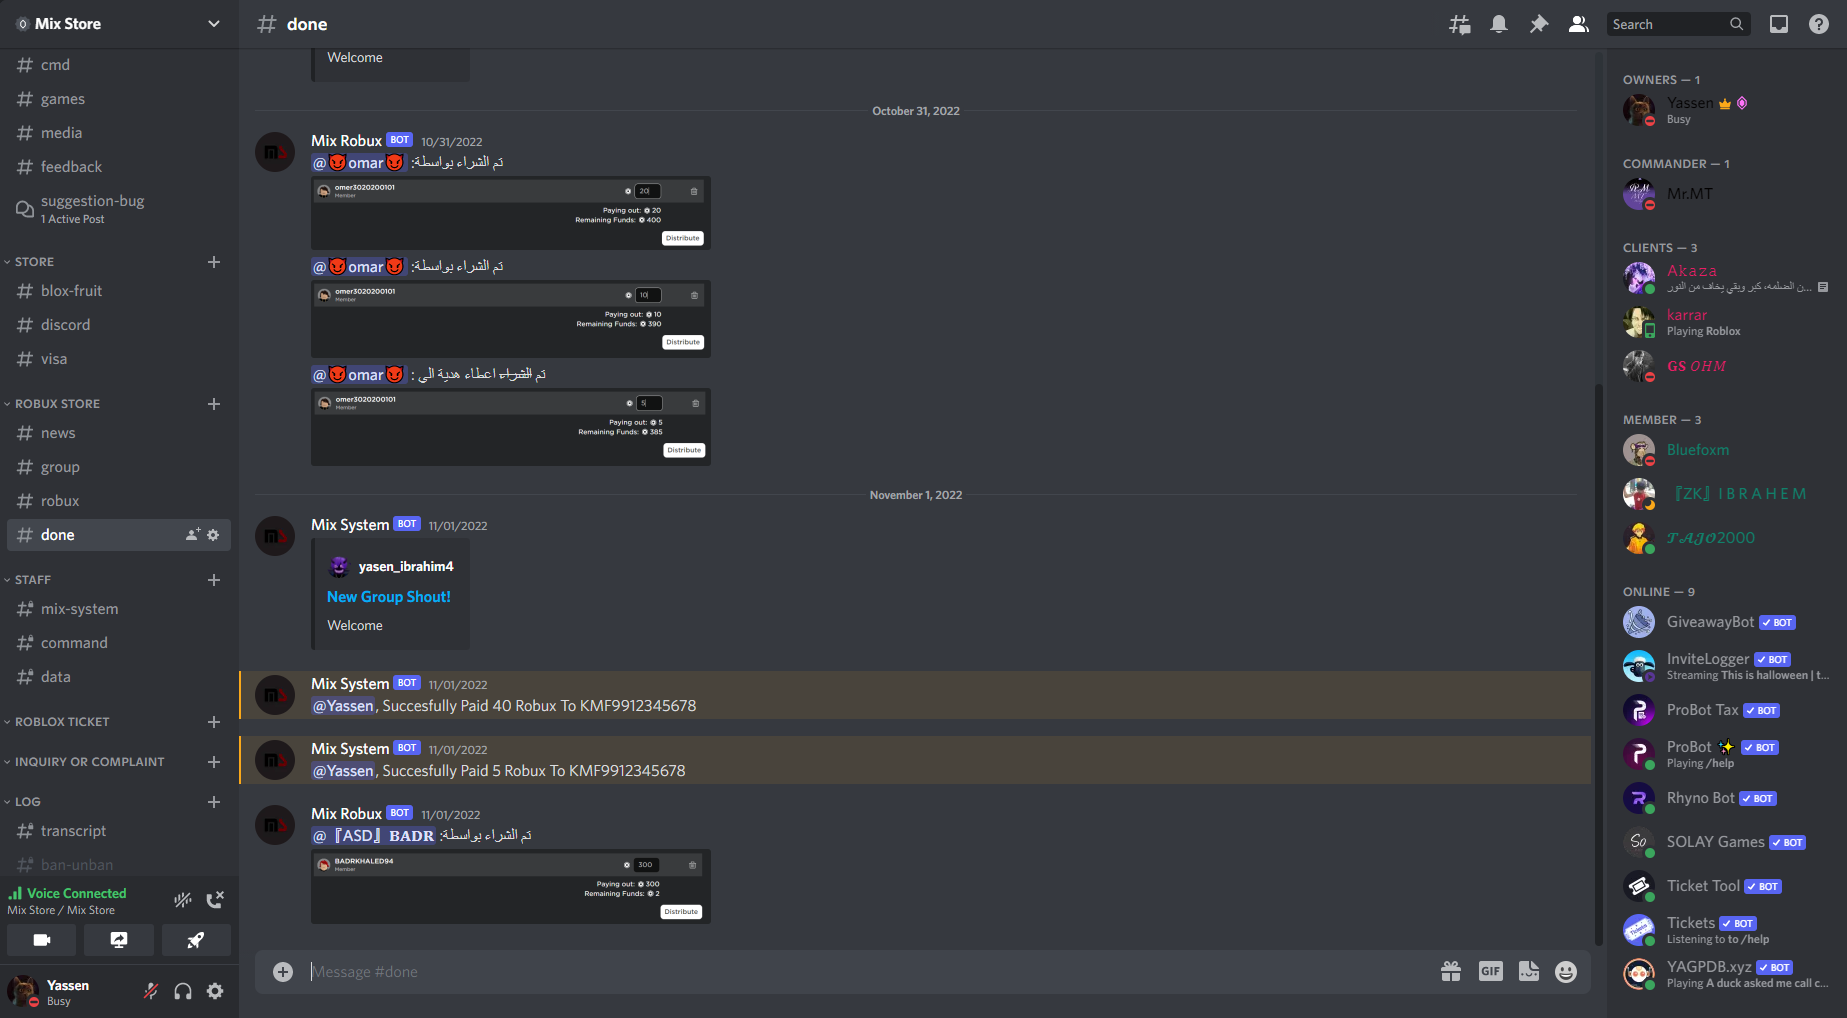 Mix Store
cmd
games
media
feedback
suggestion-bug
1 Active Post
STORE
blox-fruit
discord
visa
ROBUX STORE
news
group
robux
done
STAFF
mix-system
command
data
ROBLOX TICKET
INQUIRY OR COMPLAINT
LOG
transcript
ban-unban
Voice Connected
Mix Store / Mix Store
Yassen
Busy
done
Search
Welcome
October 31, 2022
Mix Robux BOT 10/31/2022
@😈omar😈 :تم الشراء بواسطة
omer3020200101
Member
20
Paying out: 20
Remaining Funds: 400
Distribute
@😈omar😈 :تم الشراء بواسطة
omer3020200101
Member
10
Paying out: 10
Remaining Funds: 390
Distribute
@😈omar😈 : تم الشراء اعطاء هدية الي
omer3020200101
Member
5
Paying out: 5
Remaining Funds: 385
Distribute
November 1, 2022
Mix System BOT 11/01/2022
yasen_ibrahim4
New Group Shout!
Welcome
Mix System BOT 11/01/2022
@Yassen, Succesfully Paid 40 Robux To KMF9912345678
Mix System BOT 11/01/2022
@Yassen, Succesfully Paid 5 Robux To KMF9912345678
Mix Robux BOT 11/01/2022
@『ASD』𝐁𝐀𝐃𝐑 :تم الشراء بواسطة
BADRKHALED94
Member
300
Paying out: 300
Remaining Funds: 2
Distribute
Message #done
GIF
OWNERS — 1
Yassen
Busy
COMMANDER — 1
Mr.MT
CLIENTS — 3
𝙰𝚔𝚊𝚣𝚊
ن الضلمه، كبر وبقي يخاف من النور...
karrar
Playing Roblox
𝐆𝐒 𝑂𝐻𝑀
MEMBER — 3
Bluefoxm
『ZK』I B R A H E M
𝓣𝓐𝓙𝓞2000
ONLINE — 9
GiveawayBot ✓ BOT
InviteLogger ✓ BOT
Streaming This is halloween | t...
ProBot Tax ✓ BOT
ProBot ✨ ✓ BOT
Playing /help
Rhyno Bot ✓ BOT
SOLAY Games ✓ BOT
Ticket Tool ✓ BOT
Tickets ✓ BOT
Listening to to /help
YAGPDB.xyz ✓ BOT
Playing A duck asked me call c...